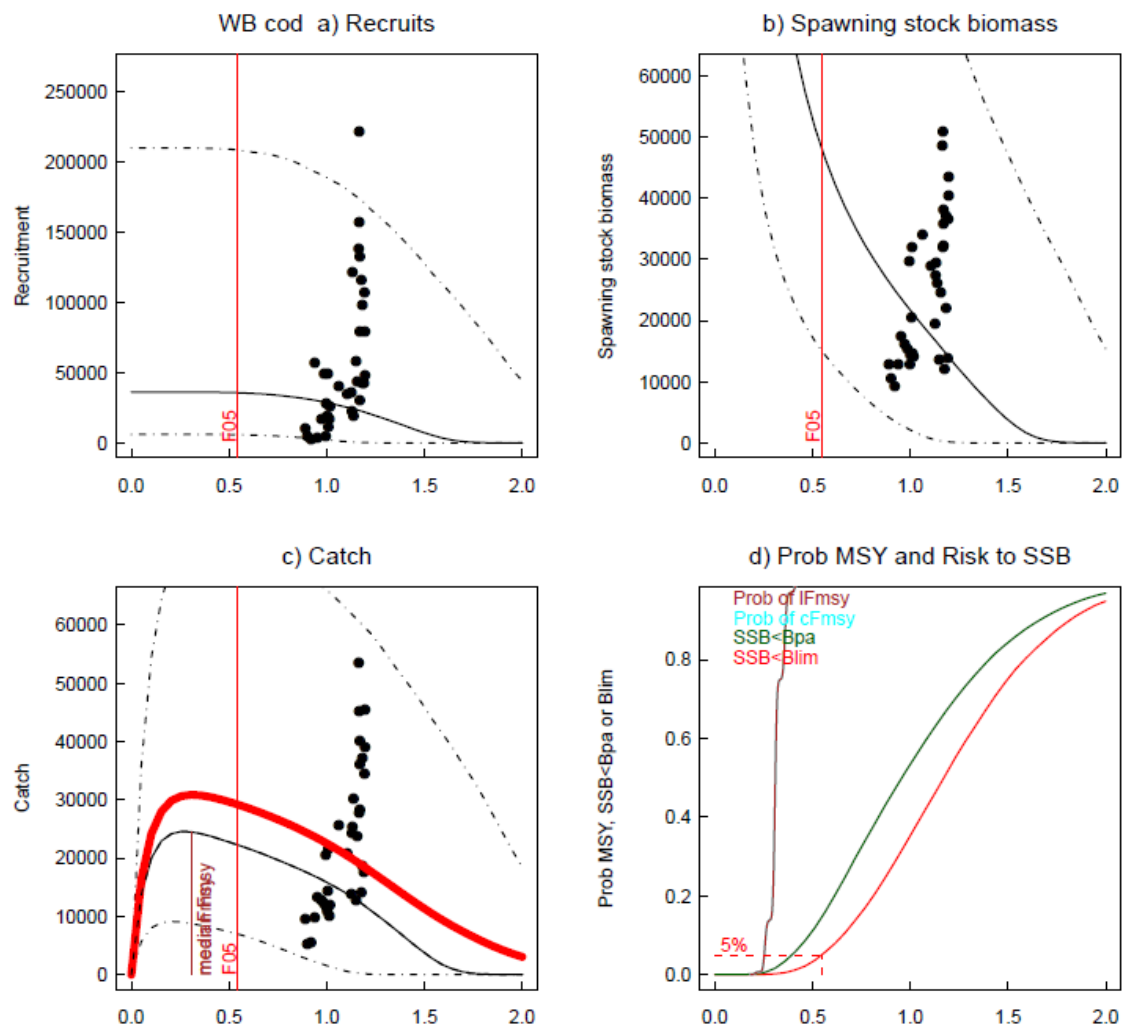 WB cod a) Recruits
Recruitment
250000
200000
150000
100000
50000
0
F05
0.0 0.5 1.0 1.5 2.0
b) Spawning stock biomass
Spawning stock biomass
60000
50000
40000
30000
20000
10000
0
F05
0.0 0.5 1.0 1.5 2.0
c) Catch
Catch
60000
50000
40000
30000
20000
10000
0
F05
0.0 0.5 1.0 1.5 2.0
d) Prob MSY and Risk to SSB
Prob MSY, SSB<Bpa or Blim
Prob of lFmsy
Prob of cFmsy
SSB<Bpa
SSB<Blim
0.8
0.6
0.4
0.2
0.0
5%
0.0 0.5 1.0 1.5 2.0